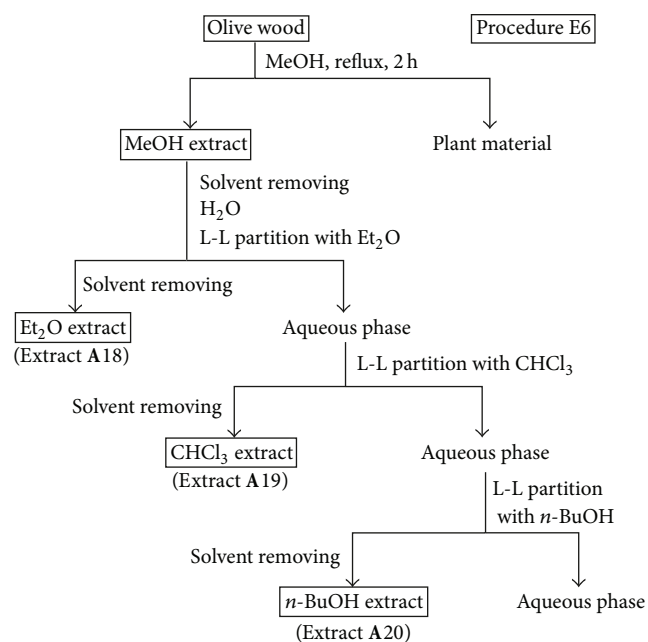 Olive wood
Procedure E6
MeOH, reflux, 2 h
MeOH extract
Plant material
Solvent removing
H₂O
L-L partition with Et₂O
Solvent removing
Et₂O extract
(Extract A18)
Aqueous phase
L-L partition with CHCl₃
Solvent removing
CHCl₃ extract
(Extract A19)
Aqueous phase
L-L partition
with n-BuOH
Solvent removing
n-BuOH extract
(Extract A20)
Aqueous phase